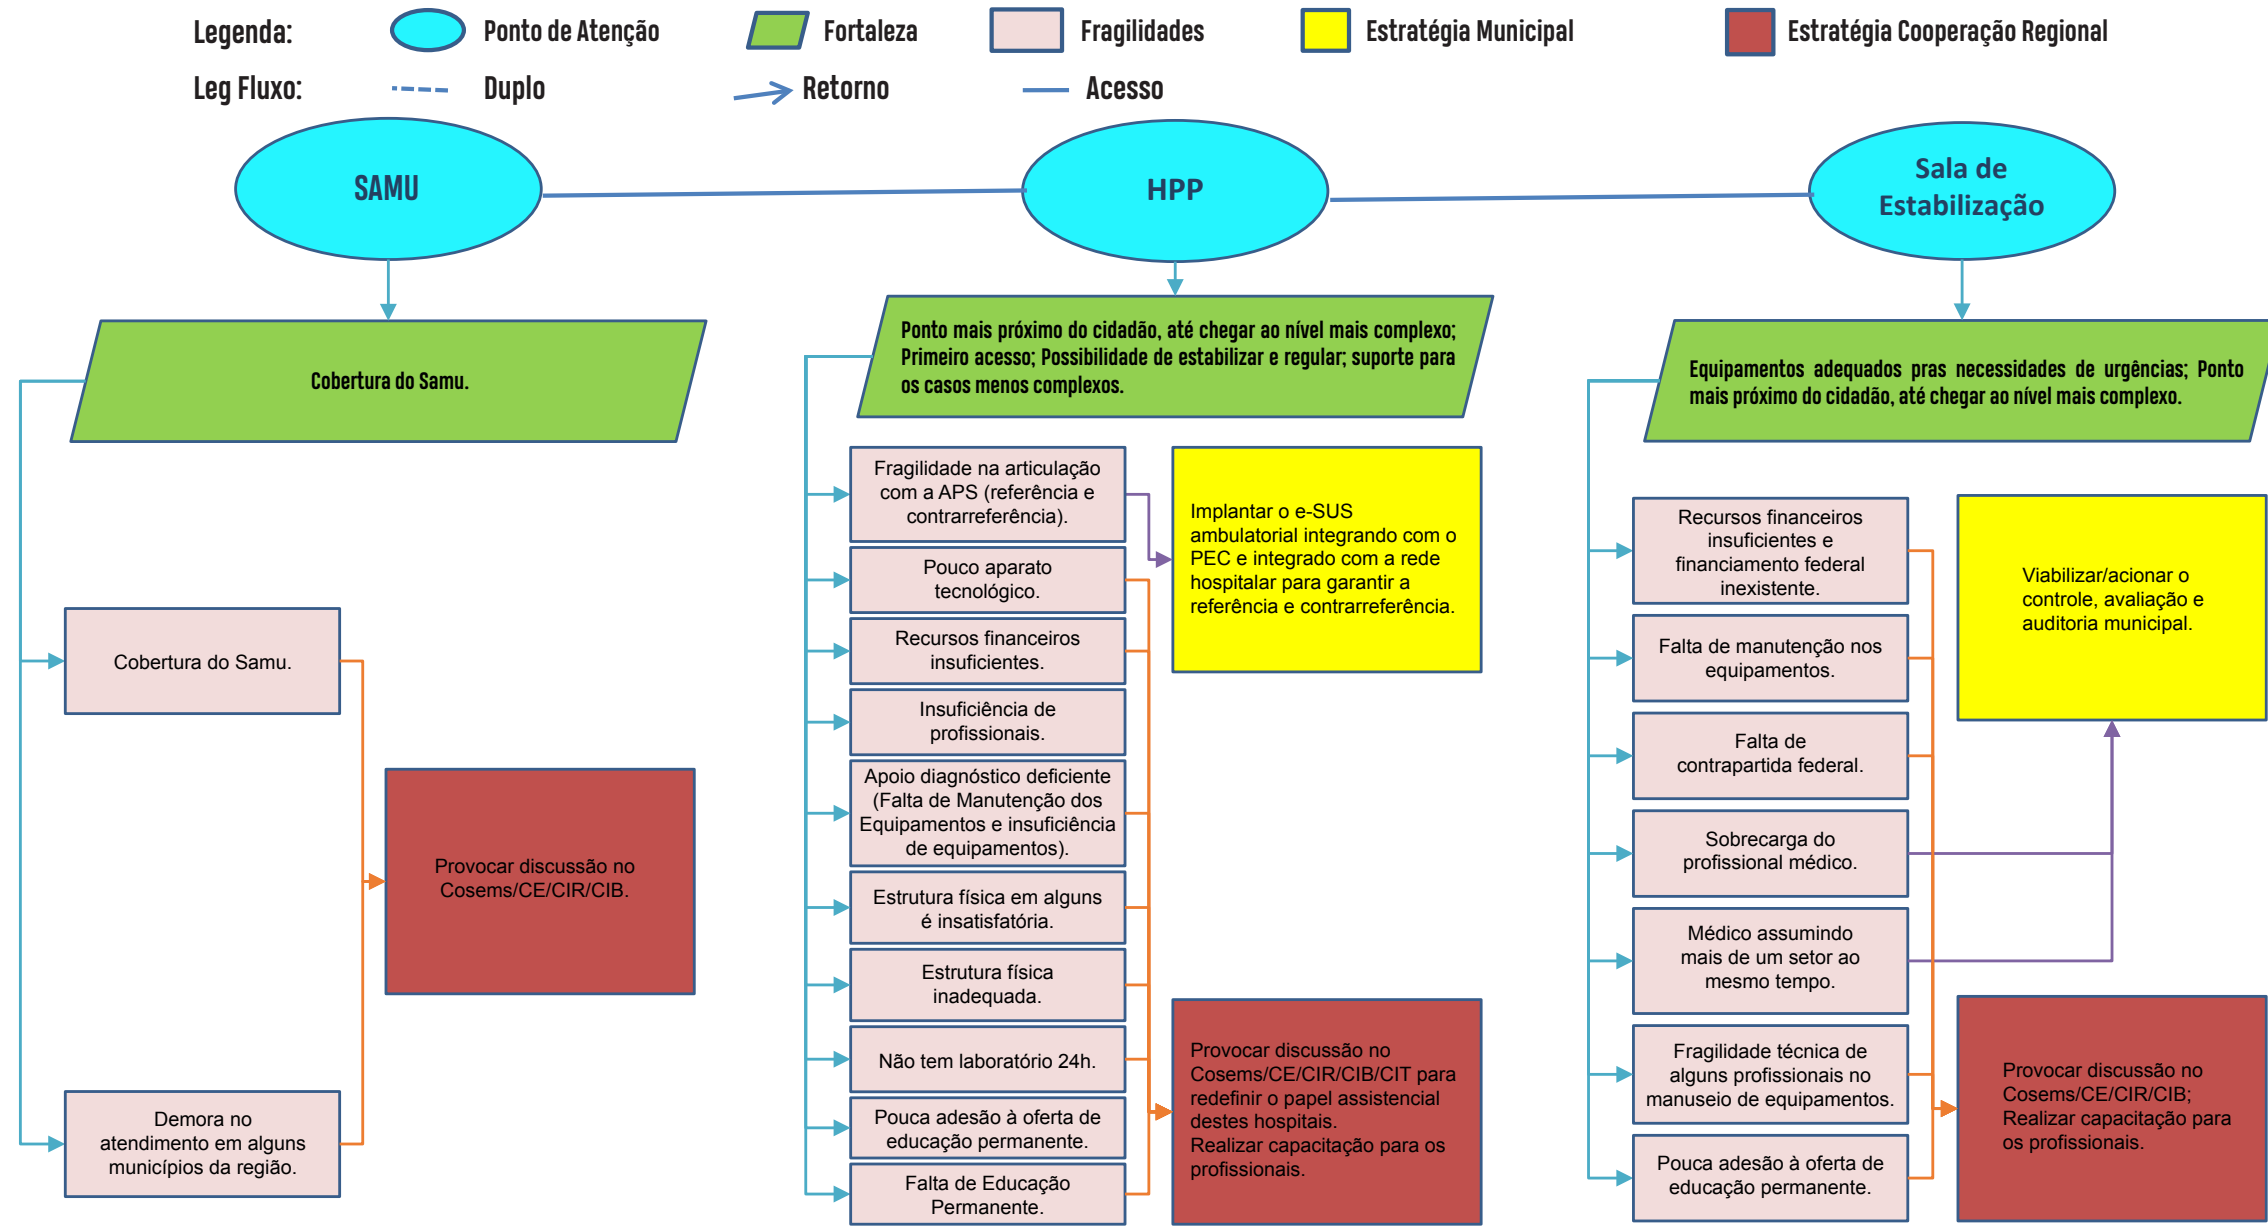 Legenda:
Ponto de Atenção
Fortaleza
Fragilidades
Estratégia Municipal
Estratégia Cooperação Regional
Leg Fluxo:
Duplo
Retorno
Acesso
SAMU
HPP
Sala de
Estabilização
Cobertura do Samu.
Cobertura do Samu.
Demora no
atendimento em alguns
municípios da região.
Provocar discussão no
Cosems/CE/CIR/CIB.
Ponto mais próximo do cidadão, até chegar ao nível mais complexo;
Primeiro acesso; Possibilidade de estabilizar e regular; suporte para
os casos menos complexos.
Fragilidade na articulação
com a APS (referência e
contrarreferência).
Pouco aparato
tecnológico.
Recursos financeiros
insuficientes.
Insuficiência de
profissionais.
Apoio diagnóstico deficiente
(Falta de Manutenção dos
Equipamentos e insuficiência
de equipamentos).
Estrutura física em alguns
é insatisfatória.
Estrutura física
inadequada.
Não tem laboratório 24h.
Pouca adesão à oferta de
educação permanente.
Falta de Educação
Permanente.
Implantar o e-SUS
ambulatorial integrando com o
PEC e integrado com a rede
hospitalar para garantir a
referência e contrarreferência.
Provocar discussão no
Cosems/CE/CIR/CIB/CIT para
redefinir o papel assistencial
destes hospitais.
Realizar capacitação para os
profissionais.
Equipamentos adequados pras necessidades de urgências; Ponto
mais próximo do cidadão, até chegar ao nível mais complexo.
Recursos financeiros
insuficientes e
financiamento federal
inexistente.
Falta de manutenção nos
equipamentos.
Falta de
contrapartida federal.
Sobrecarga do
profissional médico.
Médico assumindo
mais de um setor ao
mesmo tempo.
Fragilidade técnica de
alguns profissionais no
manuseio de equipamentos.
Pouca adesão à oferta de
educação permanente.
Viabilizar/acionar o
controle, avaliação e
auditoria municipal.
Provocar discussão no
Cosems/CE/CIR/CIB;
Realizar capacitação para
os profissionais.